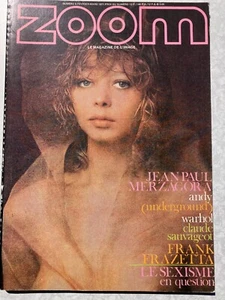 zoom
LE MAGAZINE DE L'IMAGE
JEAN PAUL
MERZAGORA
andy
(underground)
warhol
claude
sauvageot
FRANK
FRAZETTA
LE SEXISME
en question